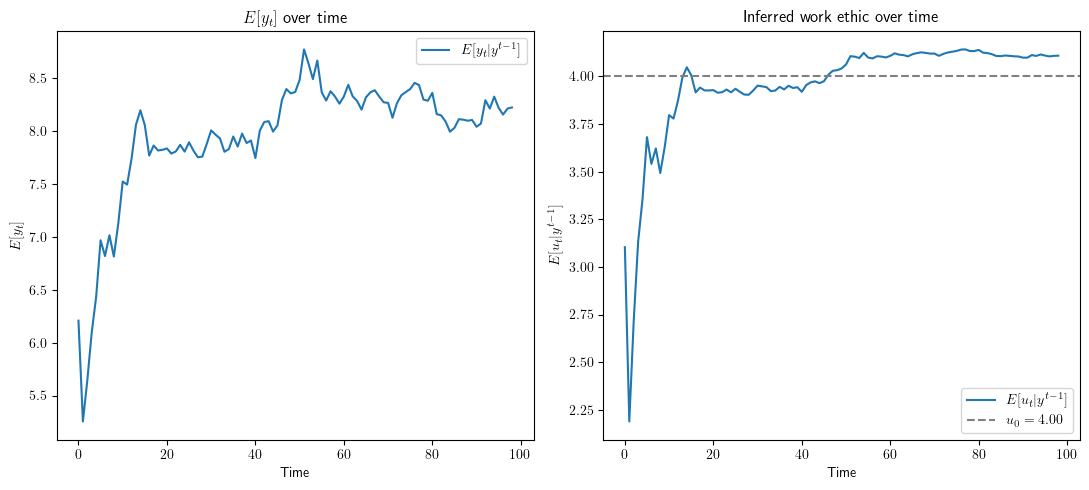 E[y_t] over time
E[y_t|y^{t−1}]
8.5
8.0
7.5
7.0
6.5
6.0
5.5
E[y_t]
0 20 40 60 80 100
Time
Inferred work ethic over time
4.00
3.75
3.50
3.25
3.00
2.75
2.50
2.25
E[u_t|y^{t−1}]
E[u_t|y^{t−1}]
u_0 = 4.00
0 20 40 60 80 100
Time